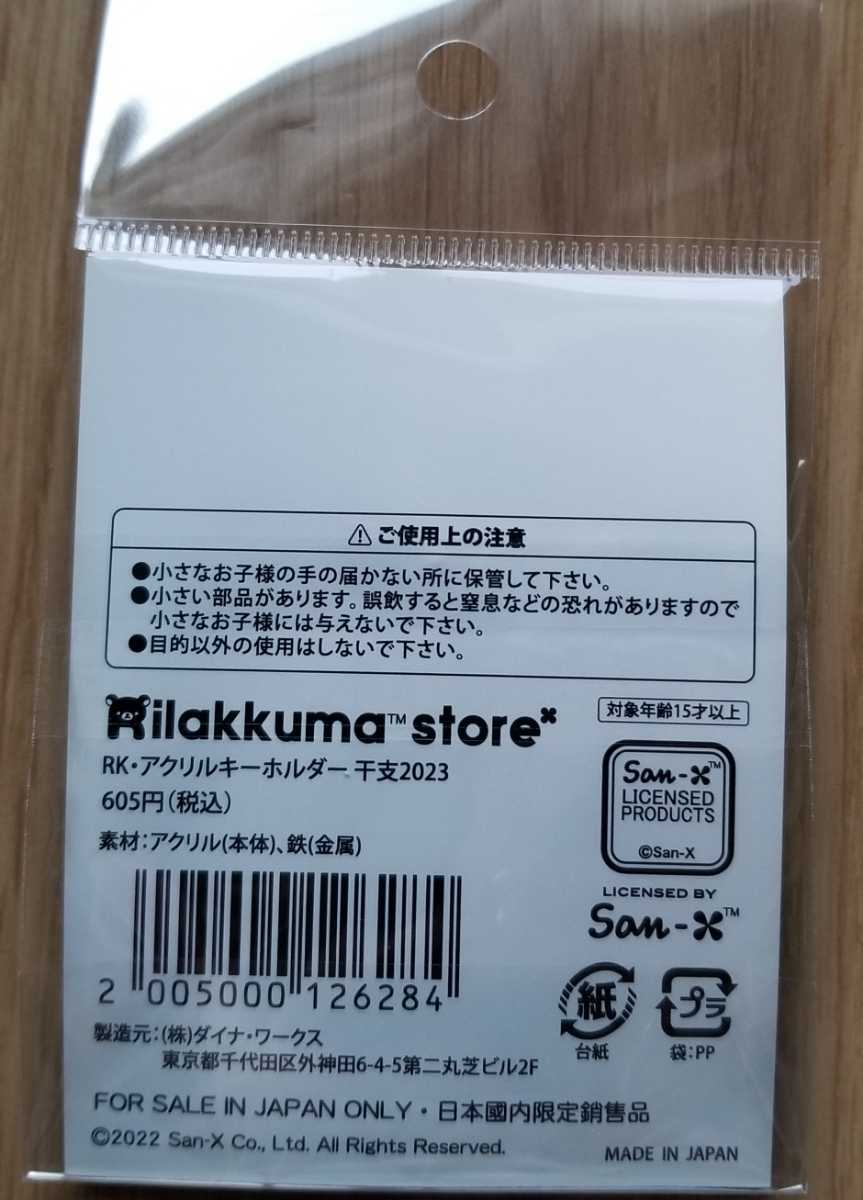 ⚠ ご使用上の注意
●小さなお子様の手の届かない所に保管して下さい。
●小さい部品があります。誤飲すると窒息などの恐れがありますので
小さなお子様には与えないで下さい。
●目的以外の使用はしないで下さい。
Rilakkuma™ store
対象年齢15才以上
RK・アクリルキーホルダー 干支2023
605円(税込)
素材:アクリル(本体)、鉄(金属)
San-X™
LICENSED
PRODUCTS
©San-X
LICENSED BY
San-X™
2 005000 126284
紙
台紙
プラ
袋:PP
製造元:(株)ダイナ・ワークス
東京都千代田区外神田6-4-5第二丸芝ビル2F
FOR SALE IN JAPAN ONLY・日本國内限定銷售品
©2022 San-X Co., Ltd. All Rights Reserved.
MADE IN JAPAN